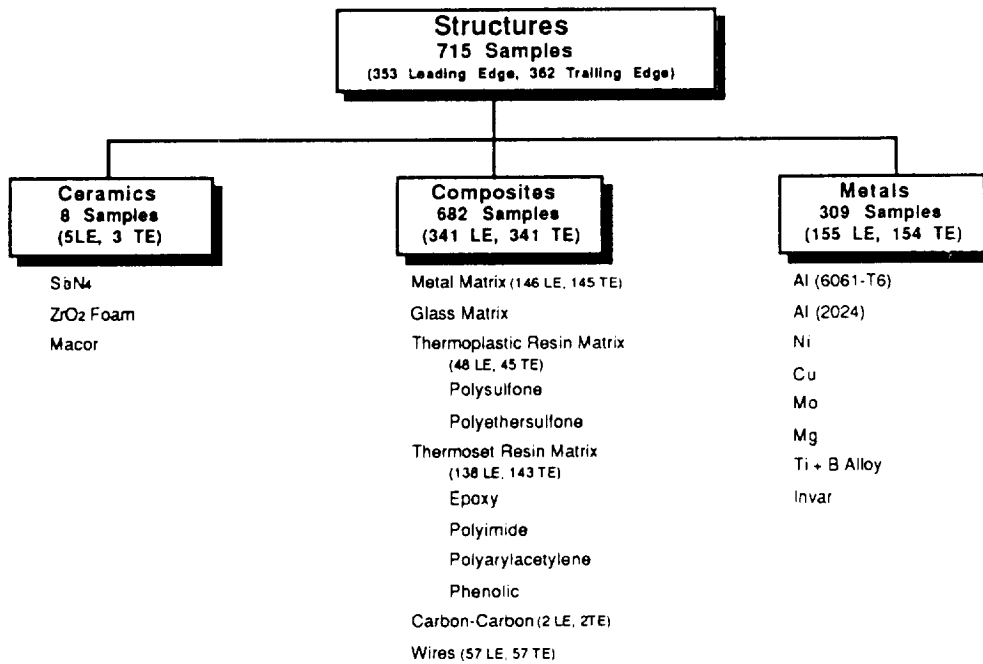 Structures
715 Samples
(353 Leading Edge, 362 Trailing Edge)
Ceramics
8 Samples
(5LE, 3 TE)
Si3N4
ZrO2 Foam
Macor
Composites
682 Samples
(341 LE, 341 TE)
Metal Matrix (146 LE, 145 TE)
Glass Matrix
Thermoplastic Resin Matrix
(48 LE, 45 TE)
Polysulfone
Polyethersulfone
Thermoset Resin Matrix
(138 LE, 143 TE)
Epoxy
Polyimide
Polyarylacetylene
Phenolic
Carbon-Carbon (2 LE, 2TE)
Wires (57 LE, 57 TE)
Metals
309 Samples
(155 LE, 154 TE)
Al (6061-T6)
Al (2024)
Ni
Cu
Mo
Mg
Ti + B Alloy
Invar